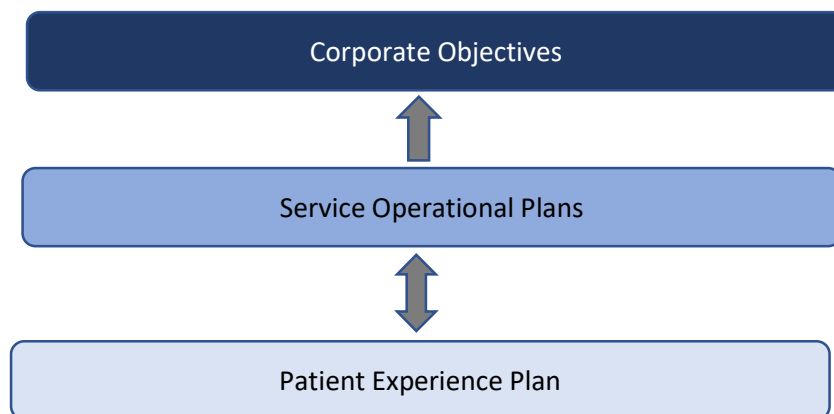 Corporate Objectives
Service Operational Plans
Patient Experience Plan